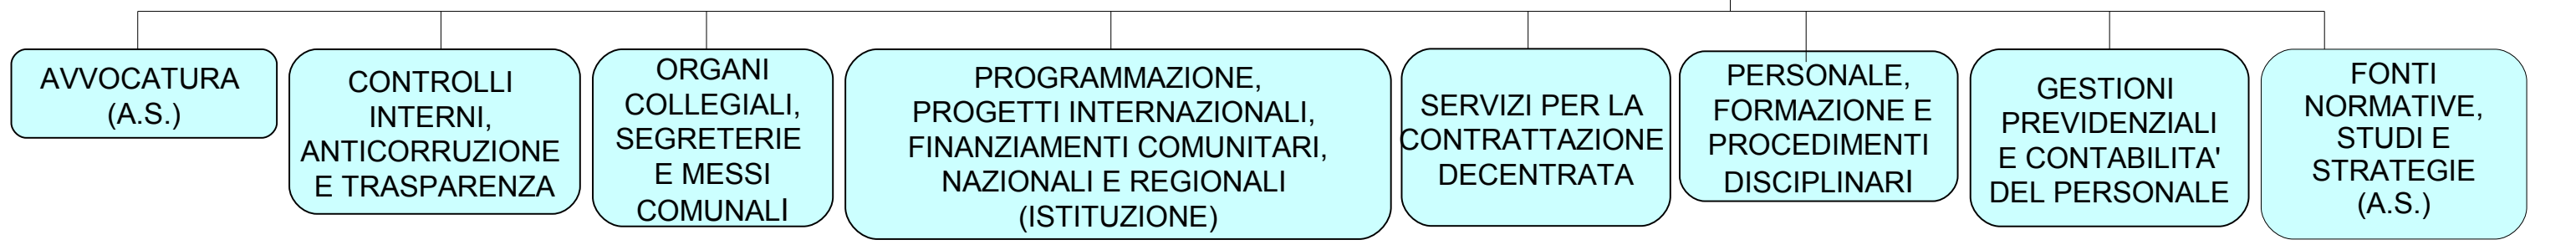 AVVOCATURA
(A.S.)
CONTROLLI
INTERNI,
ANTICORRUZIONE
E TRASPARENZA
ORGANI
COLLEGIALI,
SEGRETERIE
E MESSI
COMUNALI
PROGRAMMAZIONE,
PROGETTI INTERNAZIONALI,
FINANZIAMENTI COMUNITARI,
NAZIONALI E REGIONALI
(ISTITUZIONE)
SERVIZI PER LA
CONTRATTAZIONE
DECENTRATA
PERSONALE,
FORMAZIONE E
PROCEDIMENTI
DISCIPLINARI
GESTIONI
PREVIDENZIALI
E CONTABILITA'
DEL PERSONALE
FONTI
NORMATIVE,
STUDI E
STRATEGIE
(A.S.)